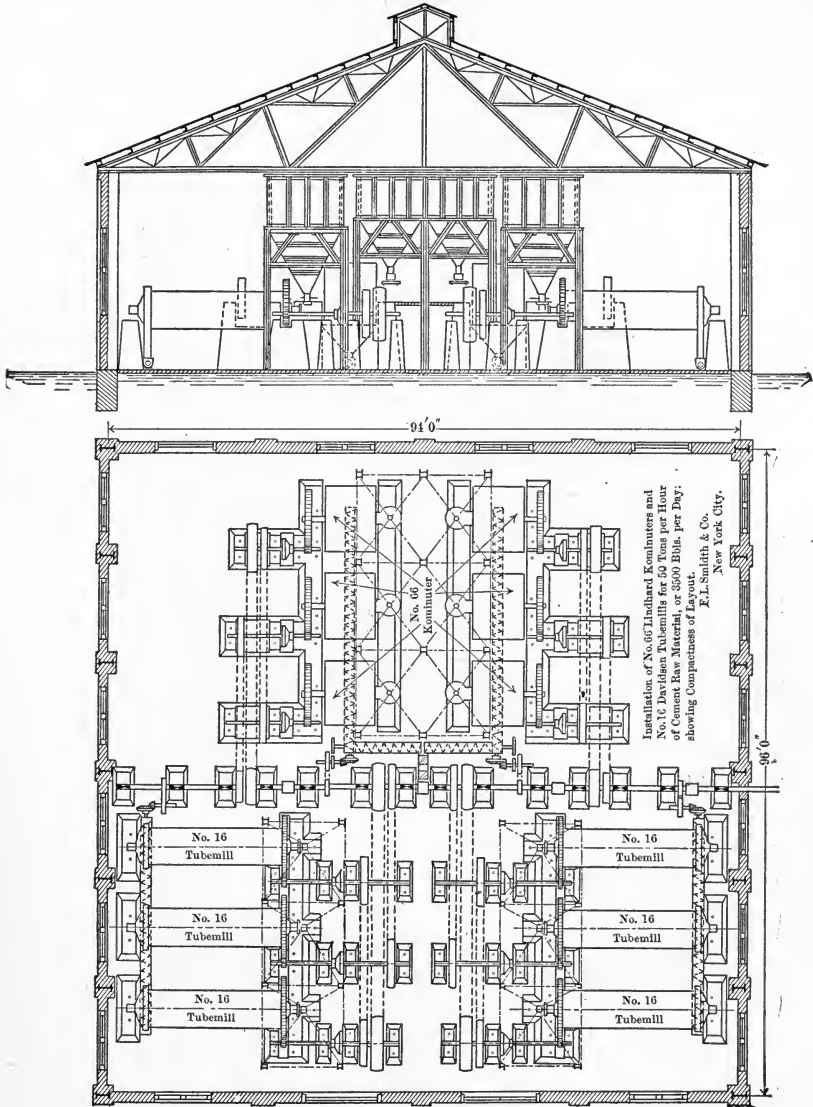 94'0"
No. 66
Kominuter
Installation of No.66 Lindhard Kominuters and
No.16 Davidsen Tubemills for 50 Tons per Hour
of Cement Raw Material, or 3500 Bbls. per Day;
showing Compactness of Layout.
F.L. Smidth & Co.
New York City.
96'0"
No. 16
Tubemill
No. 16
Tubemill
No. 16
Tubemill
No. 16
Tubemill
No. 16
Tubemill
No. 16
Tubemill